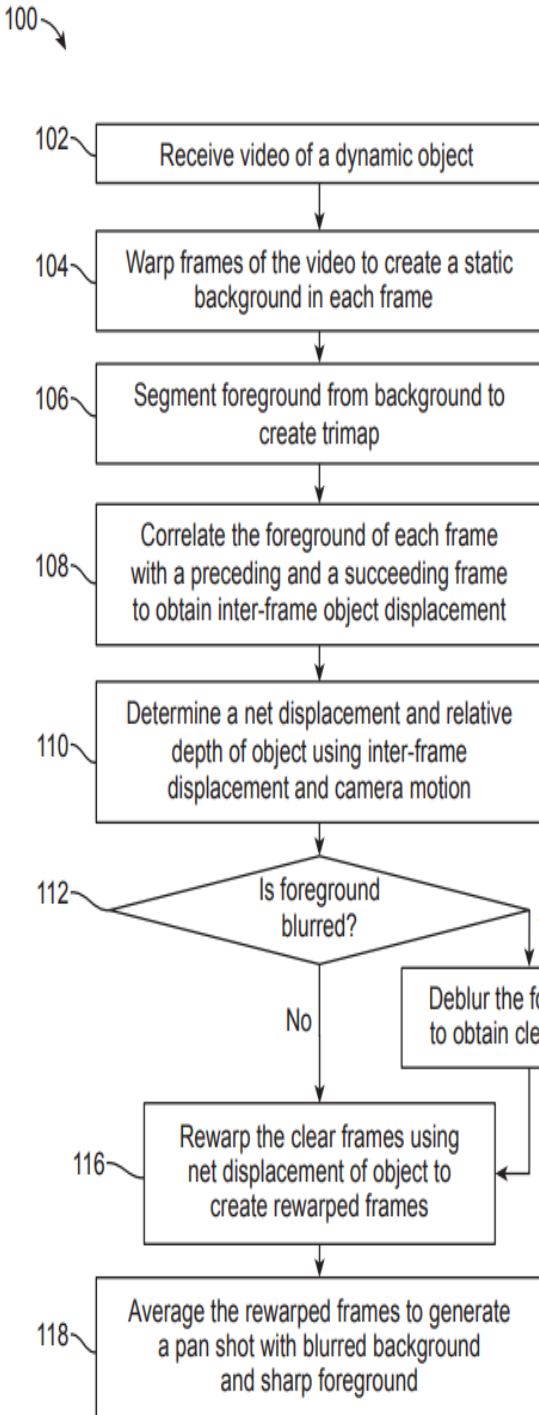 100
102
Receive video of a dynamic object
104
Warp frames of the video to create a static
background in each frame
106
Segment foreground from background to
create trimap
108
Correlate the foreground of each frame
with a preceding and a succeeding frame
to obtain inter-frame object displacement
110
Determine a net displacement and relative
depth of object using inter-frame
displacement and camera motion
112
Is foreground
blurred?
No
Deblur the
to obtain
116
Rewarp the clear frames using
net displacement of object to
create rewarped frames
118
Average the rewarped frames to generate
a pan shot with blurred background
and sharp foreground